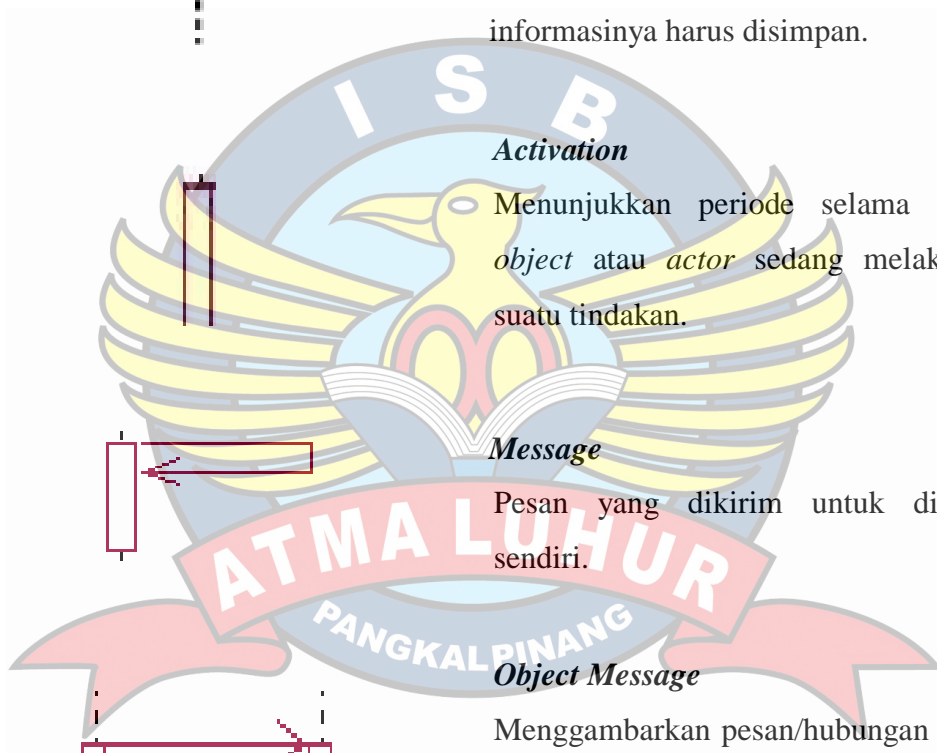 informasinya harus disimpan.
I S B
Activation
Menunjukkan periode selama
object atau actor sedang
suatu tindakan.
Message
Pesan yang dikirim untuk
sendiri.
ATMA LUHUR
PANGKALPINANG
Object Message
Menggambarkan pesan/hubungan